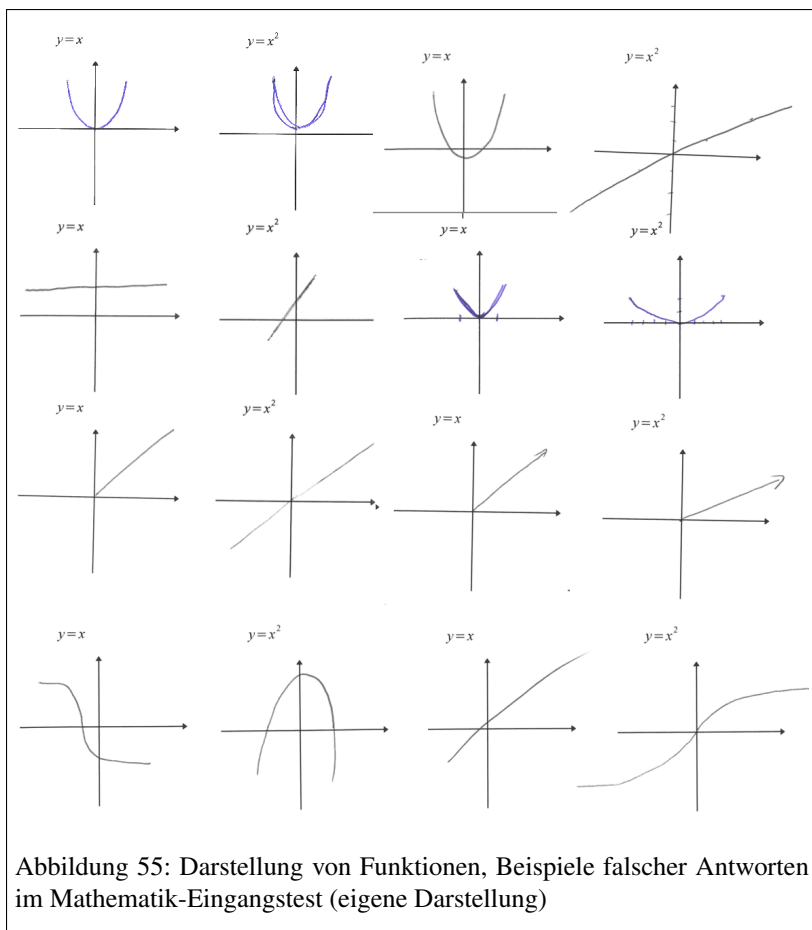 y=x
y=x²
y=x
y=x²
y=x
y=x²
y=x
y=x²
y=x
y=x²
y=x
y=x²
y=x
y=x²
y=x
y=x²
Abbildung 55: Darstellung von Funktionen, Beispiele falscher Antworten
im Mathematik-Eingangstest (eigene Darstellung)